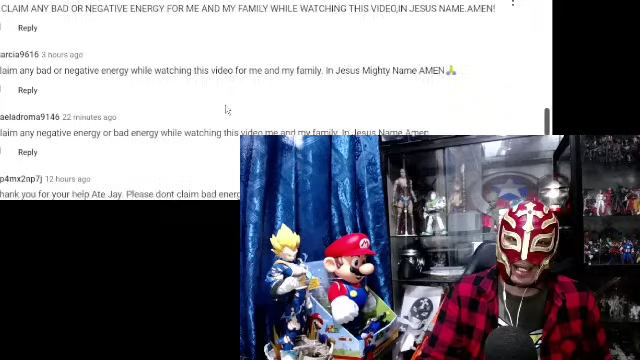 CLAIM ANY BAD OR NEGATIVE ENERGY FOR ME AND MY FAMILY WHILE WATCHING THIS VIDEO,IN JESUS NAME.AMEN!
Reply
arcia9616 3 hours ago
laim any bad or negative energy while watching this video for me and my family. In Jesus Mighty Name AMEN🙏
Reply
aeladroma9146 22 minutes ago
laim any negative energy or bad energy while watching this video me and my family. In Jesus Name Amen
Reply
p4mx2np7j 12 hours ago
hank you for your help Ate Jay. Please dont claim bad energ